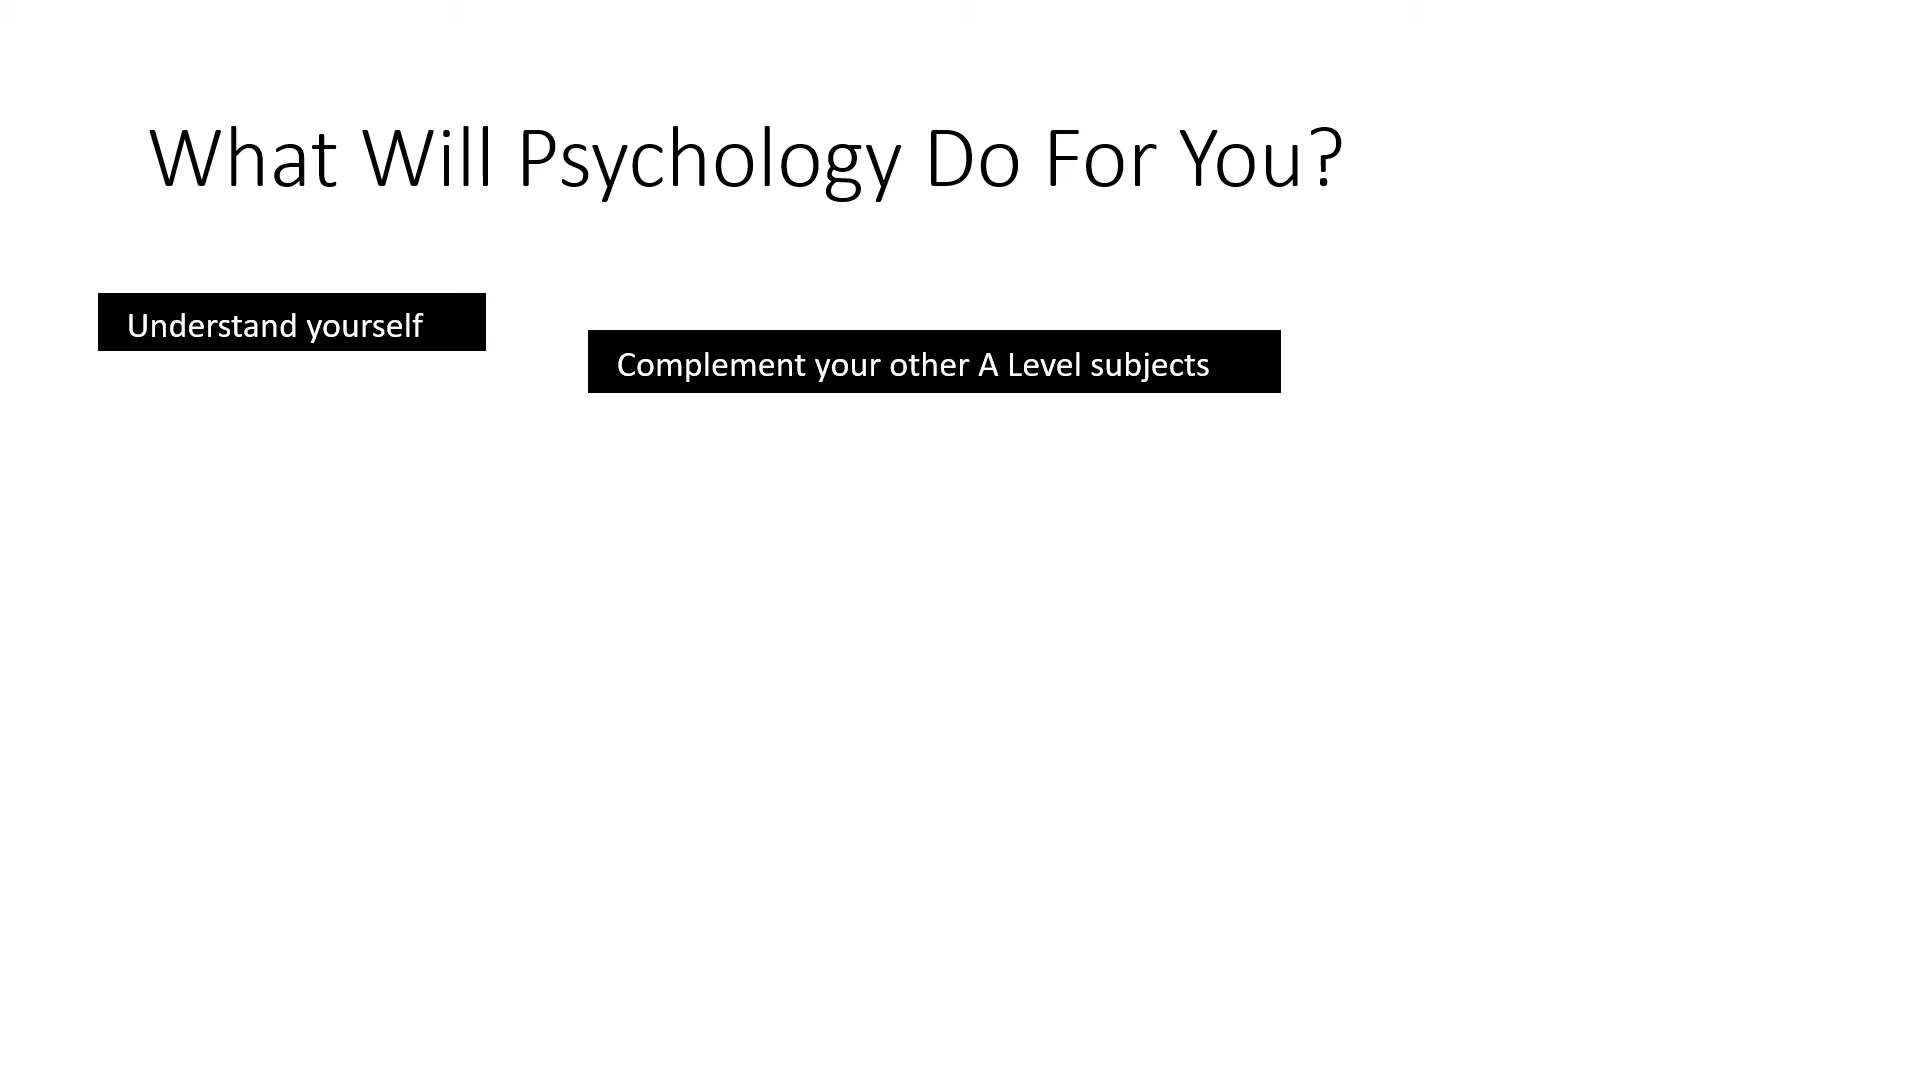 What Will Psychology Do For You?
Understand yourself
Complement your other A Level subjects